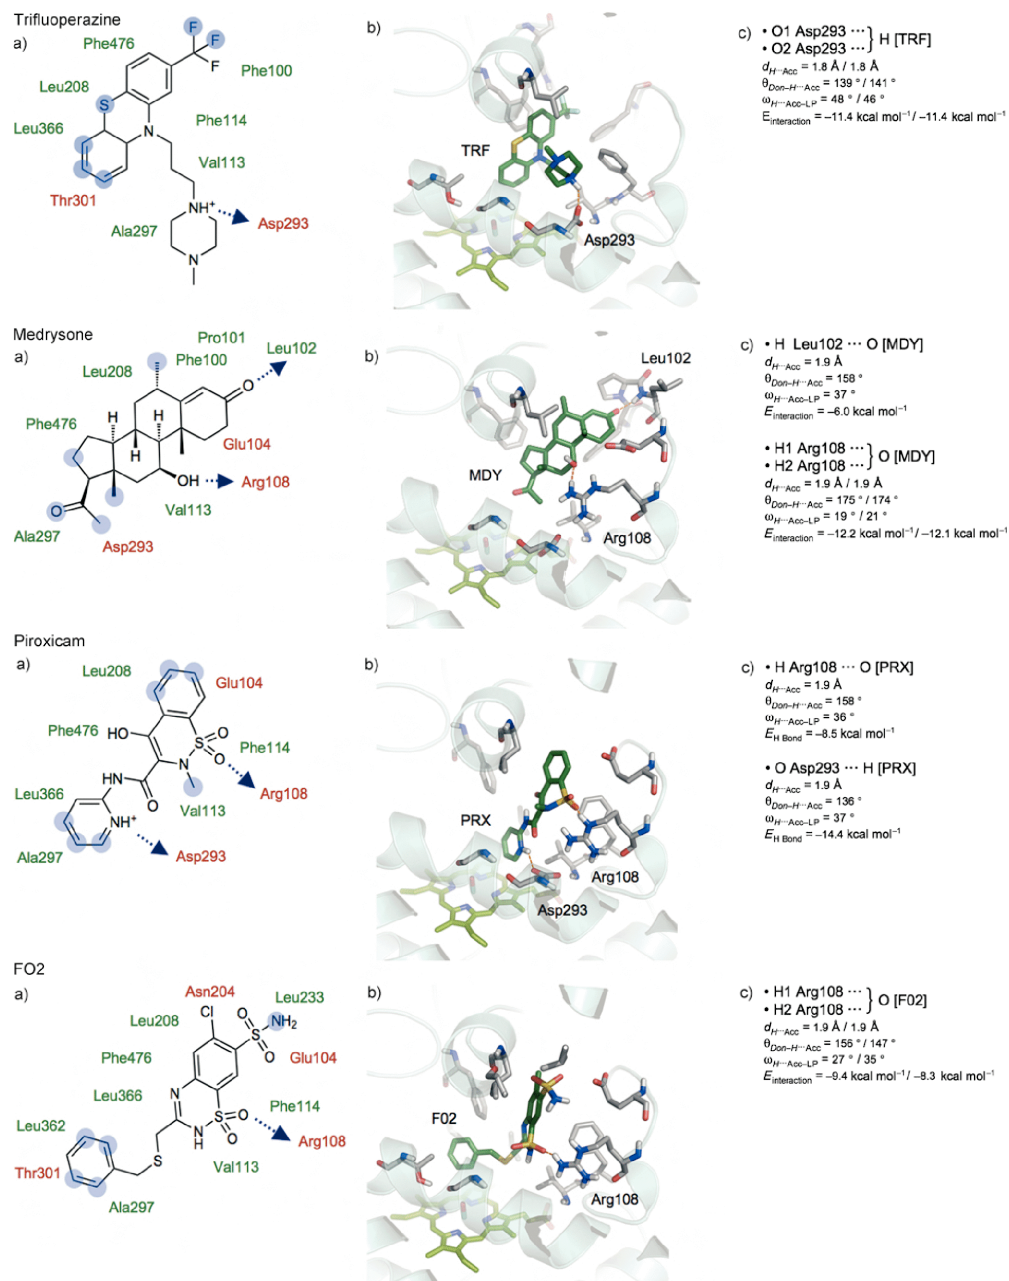 Trifluoperazine
a)
Phe476
F
F
F
Phe100
Leu208
S
Leu366
N
Phe114
Val113
Thr301
NH+
Ala297
Asp293
N
b)
TRF
Asp293
c)
• O1 Asp293 ···
• O2 Asp293 ···
} H [TRF]
dH···Acc = 1.8 Å / 1.8 Å
θDon–H···Acc = 139 ° / 141 °
ωH···Acc–LP = 48 ° / 46 °
Einteraction = –11.4 kcal mol⁻¹/ –11.4 kcal mol⁻¹
Medrysone
a)
Pro101
Leu102
Phe100
Leu208
O
H
H
Phe476
H
Glu104
OH
Arg108
O
Val113
Ala297
Asp293
b)
Leu102
MDY
Arg108
c)
• H Leu102 ··· O [MDY]
dH···Acc = 1.9 Å
θDon–H···Acc = 158 °
ωH···Acc–LP = 37 °
Einteraction = –6.0 kcal mol⁻¹
• H1 Arg108 ···
• H2 Arg108 ···
} O [MDY]
dH···Acc = 1.9 Å / 1.9 Å
θDon–H···Acc = 175 ° / 174 °
ωH···Acc–LP = 19 ° / 21 °
Einteraction = –12.2 kcal mol⁻¹ / –12.1 kcal mol⁻¹
Piroxicam
a)
Leu208
Glu104
Phe476
HO
S
O
O
Phe114
N
HN
O
Arg108
Leu366
Val113
NH+
Ala297
Asp293
b)
PRX
Arg108
Asp293
c)
• H Arg108 ··· O [PRX]
dH···Acc = 1.9 Å
θDon–H···Acc = 158 °
ωH···Acc–LP = 36 °
EH Bond = –8.5 kcal mol⁻¹
• O Asp293 ··· H [PRX]
dH···Acc = 1.9 Å
θDon–H···Acc = 136 °
ωH···Acc–LP = 37 °
EH Bond = –14.4 kcal mol⁻¹
FO2
a)
Asn204
Leu233
Cl
O
NH2
Leu208
S
O
Glu104
Phe476
Leu366
N
Phe114
S
O
O
N
H
Arg108
Leu362
Val113
Thr301
S
Ala297
b)
F02
Arg108
c)
• H1 Arg108 ···
• H2 Arg108 ···
} O [F02]
dH···Acc = 1.9 Å / 1.9 Å
θDon–H···Acc = 156 ° / 147 °
ωH···Acc–LP = 27 ° / 35 °
Einteraction = –9.4 kcal mol⁻¹ / –8.3 kcal mol⁻¹